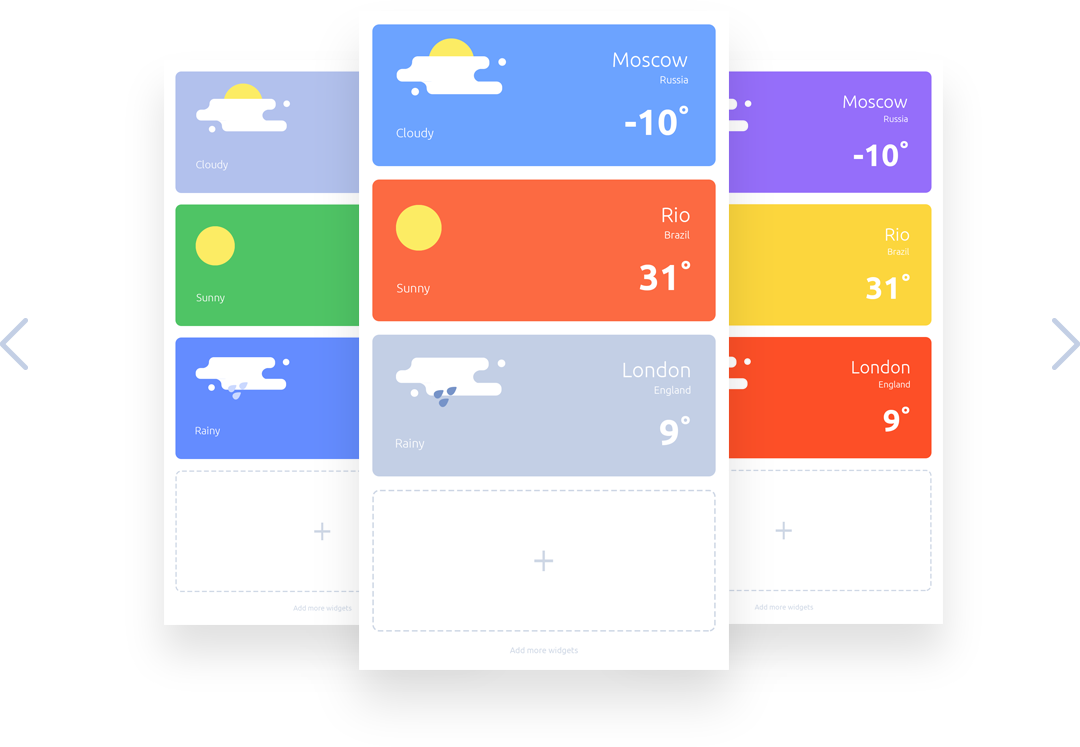 Cloudy
Sunny
Rainy
Add more widgets
Moscow
Russia
-10°
Cloudy
Rio
Brazil
31°
Sunny
London
England
9°
Rainy
Add more widgets
Moscow
Russia
-10°
Rio
Brazil
31°
London
England
9°
Add more widgets